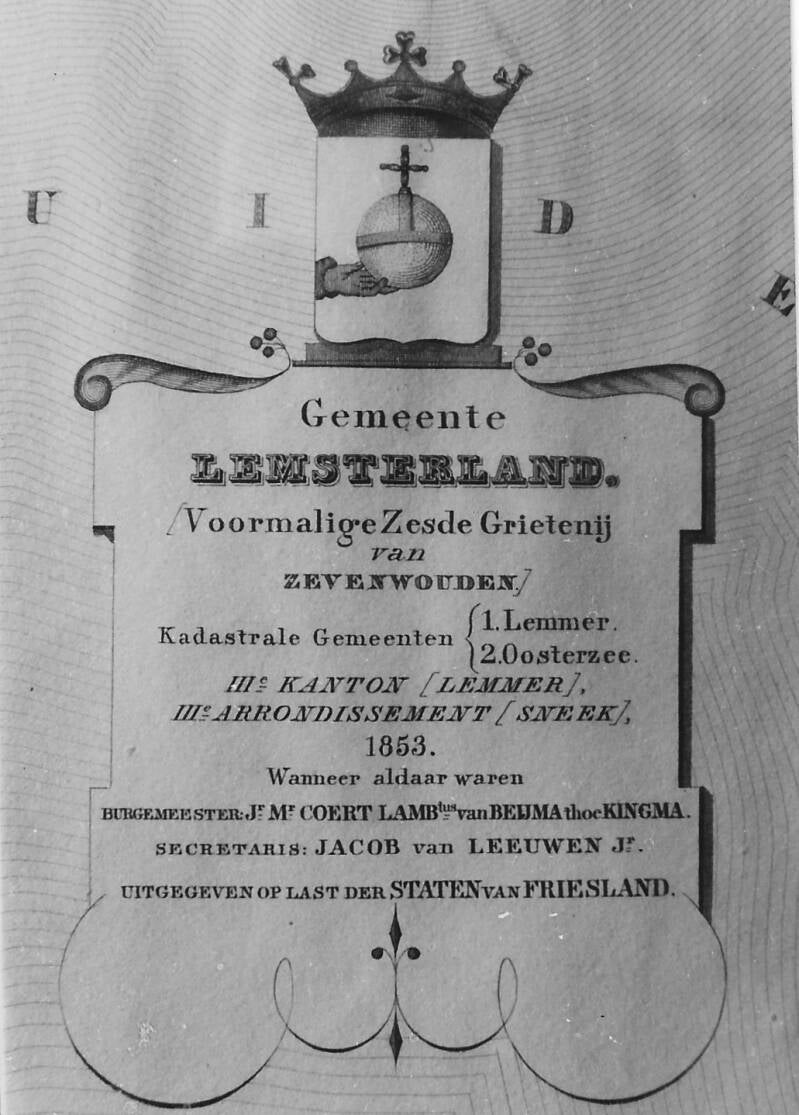 U I D E
Gemeente
LEMSTERLAND.
[Voormalige Zesde Grietenij
van
ZEVENWOUDEN.]
Kadastrale Gemeenten { 1. Lemmer.
2. Oosterzee.
IIIe KANTON [LEMMER],
IIIe ARRONDISSEMENT [SNEEK],
1853.
Wanneer aldaar waren
BURGEMEESTER: Jr Mr COERT LAMBtus van BEIJMA thoe KINGMA.
SECRETARIS: JACOB van LEEUWEN Jr.
UITGEGEVEN OP LAST DER STATEN VAN FRIESLAND.